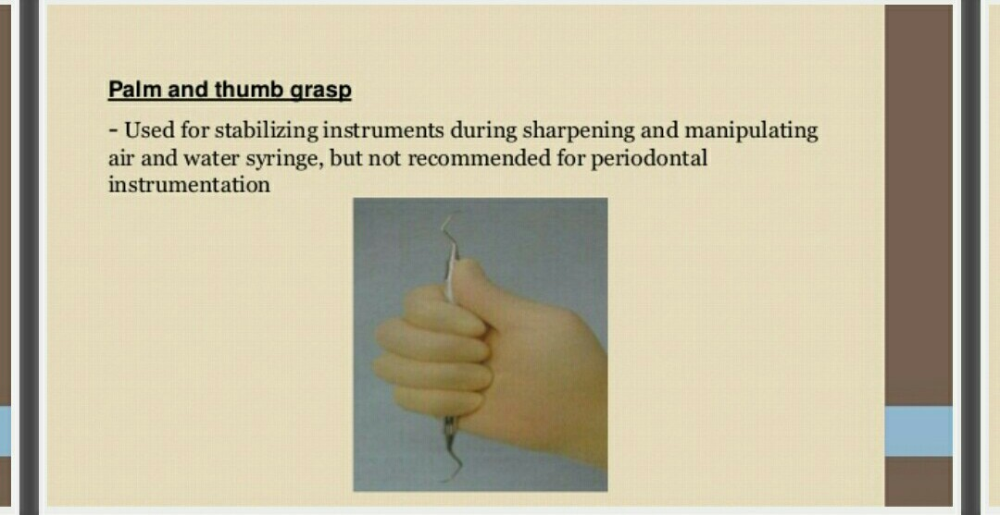 Palm and thumb grasp
- Used for stabilizing instruments during sharpening and manipulating
air and water syringe, but not recommended for periodontal
instrumentation